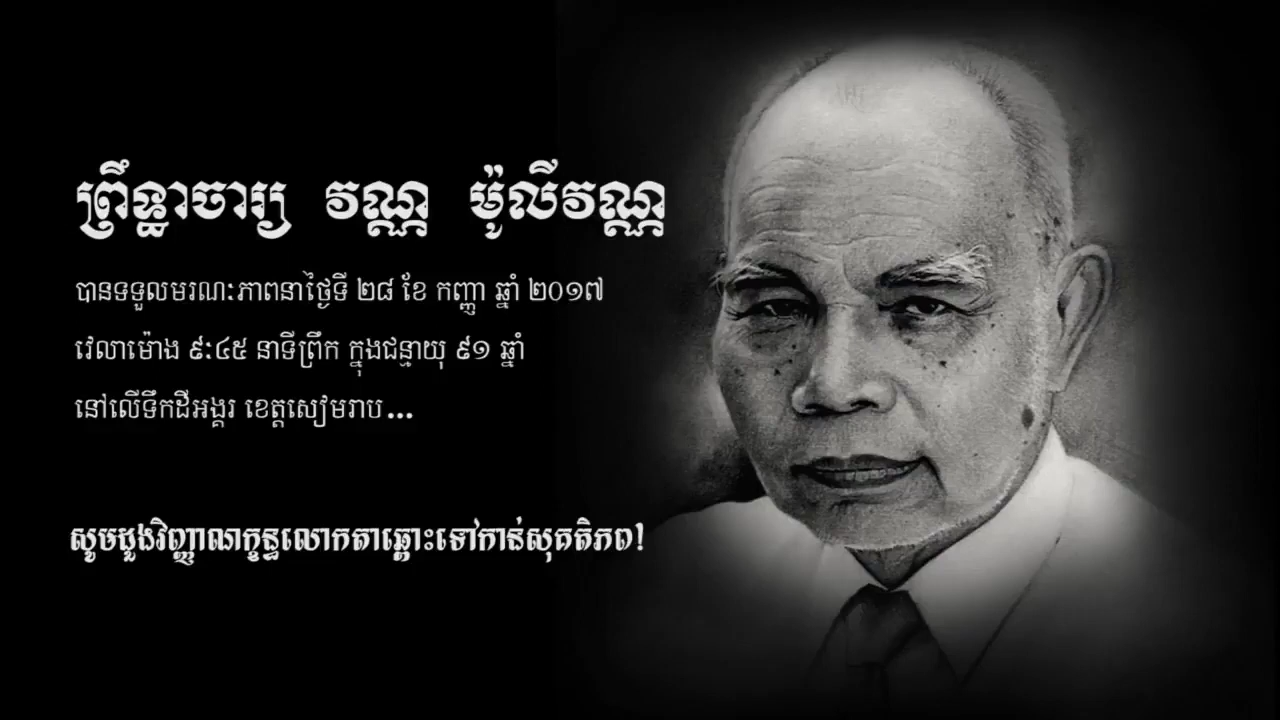 ព្រឹទ្ធាចារ្យ វណ្ណ ម៉ូលីវណ្ណ
បានទទួលមរណៈភាពនាថ្ងៃទី ២៨ ខែ កញ្ញា ឆ្នាំ ២០១៧
វេលាម៉ោង ៩:៤៥ នាទីព្រឹក ក្នុងជន្មាយុ ៩១ ឆ្នាំ
នៅលើទឹកដីអង្គរ ខេត្តសៀមរាប...
សូមដួងវិញ្ញាណក្ខន្ធលោកតាឆ្ពោះទៅកាន់សុគតិភព!